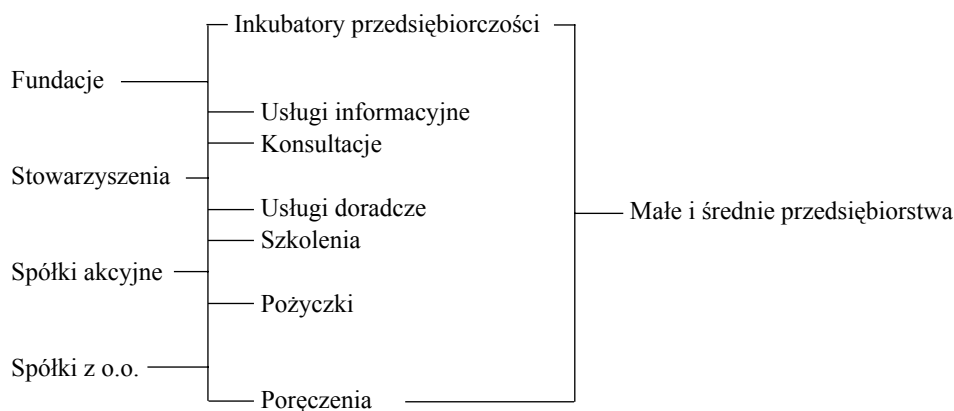 Inkubatory przedsiębiorczości
Fundacje
Usługi informacyjne
Konsultacje
Stowarzyszenia
Usługi doradcze
Małe i średnie przedsiębiorstwa
Szkolenia
Spółki akcyjne
Pożyczki
Spółki z o.o.
Poręczenia